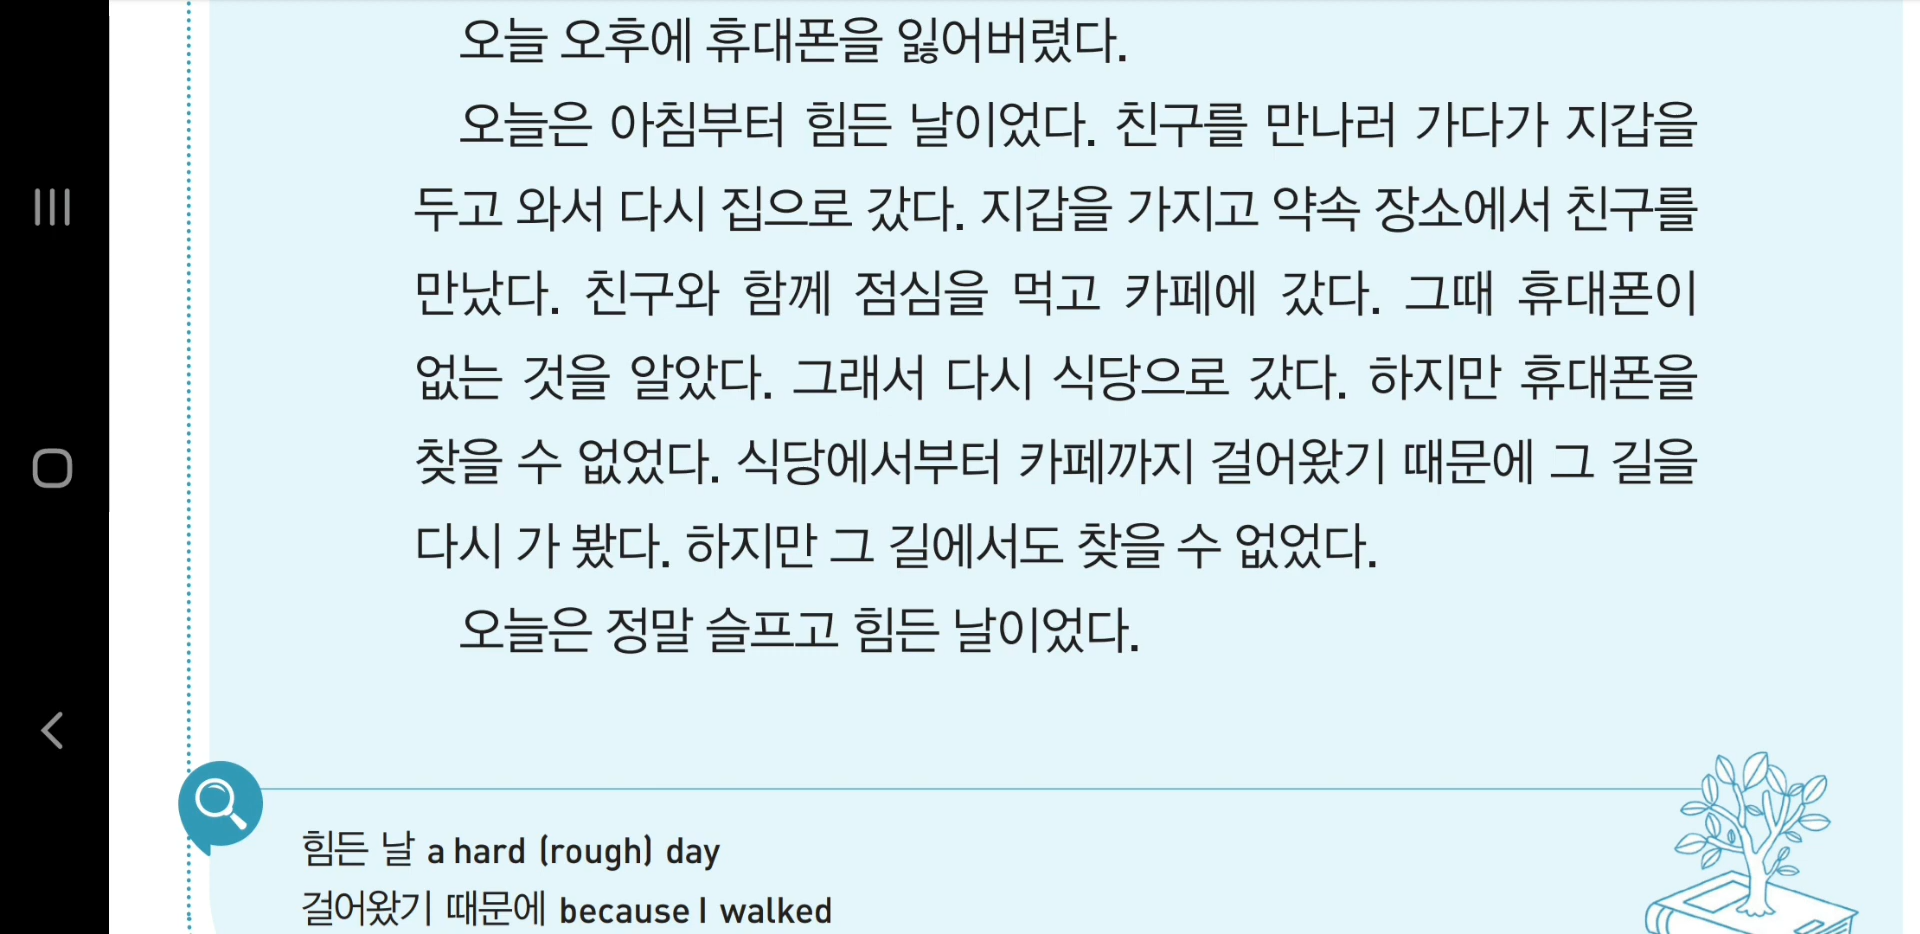 오늘 오후에 휴대폰을 잃어버렸다.
오늘은 아침부터 힘든 날이었다. 친구를 만나러 가다가 지갑을
두고 와서 다시 집으로 갔다. 지갑을 가지고 약속 장소에서 친구를
만났다. 친구와 함께 점심을 먹고 카페에 갔다. 그때 휴대폰이
없는 것을 알았다. 그래서 다시 식당으로 갔다. 하지만 휴대폰을
찾을 수 없었다. 식당에서부터 카페까지 걸어왔기 때문에 그 길을
다시 가 봤다. 하지만 그 길에서도 찾을 수 없었다.
오늘은 정말 슬프고 힘든 날이었다.
힘든 날 a hard (rough) day
걸어왔기 때문에 because I walked